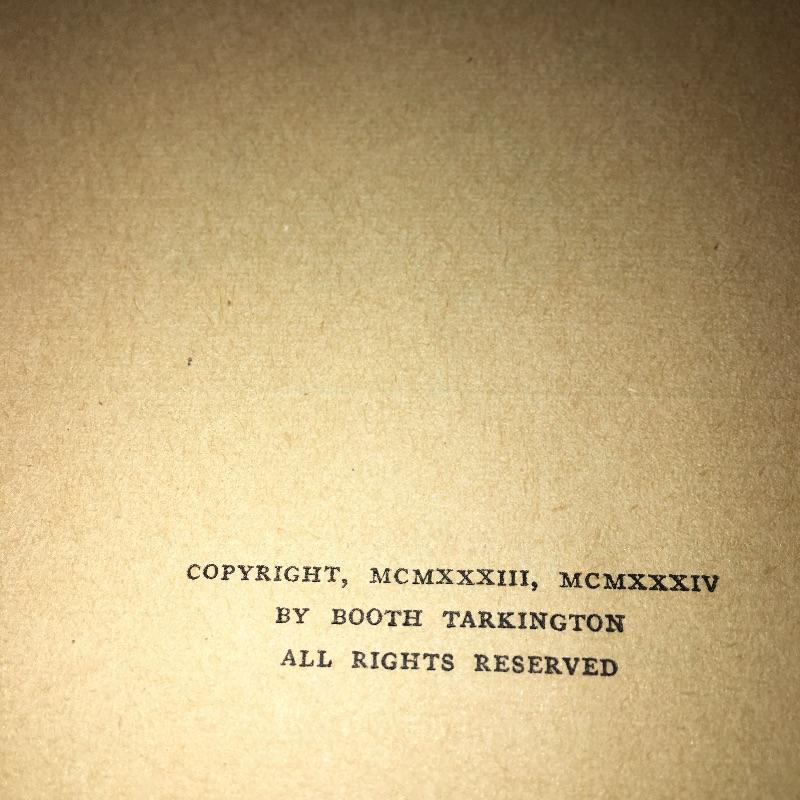 COPYRIGHT, MCMXXXIII, MCMXXXIV
BY BOOTH TARKINGTON
ALL RIGHTS RESERVED